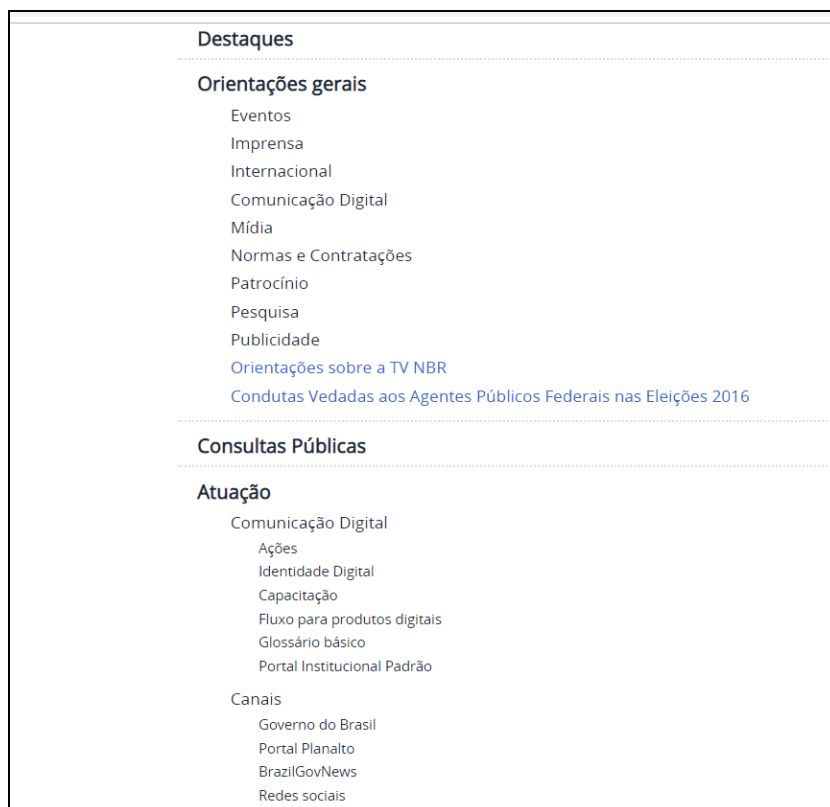 Destaques
Orientações gerais
Eventos
Imprensa
Internacional
Comunicação Digital
Mídia
Normas e Contratações
Patrocínio
Pesquisa
Publicidade
Orientações sobre a TV NBR
Condutas Vedadas aos Agentes Públicos Federais nas Eleições 2016
Consultas Públicas
Atuação
Comunicação Digital
Ações
Identidade Digital
Capacitação
Fluxo para produtos digitais
Glossário básico
Portal Institucional Padrão
Canais
Governo do Brasil
Portal Planalto
BrazilGovNews
Redes sociais